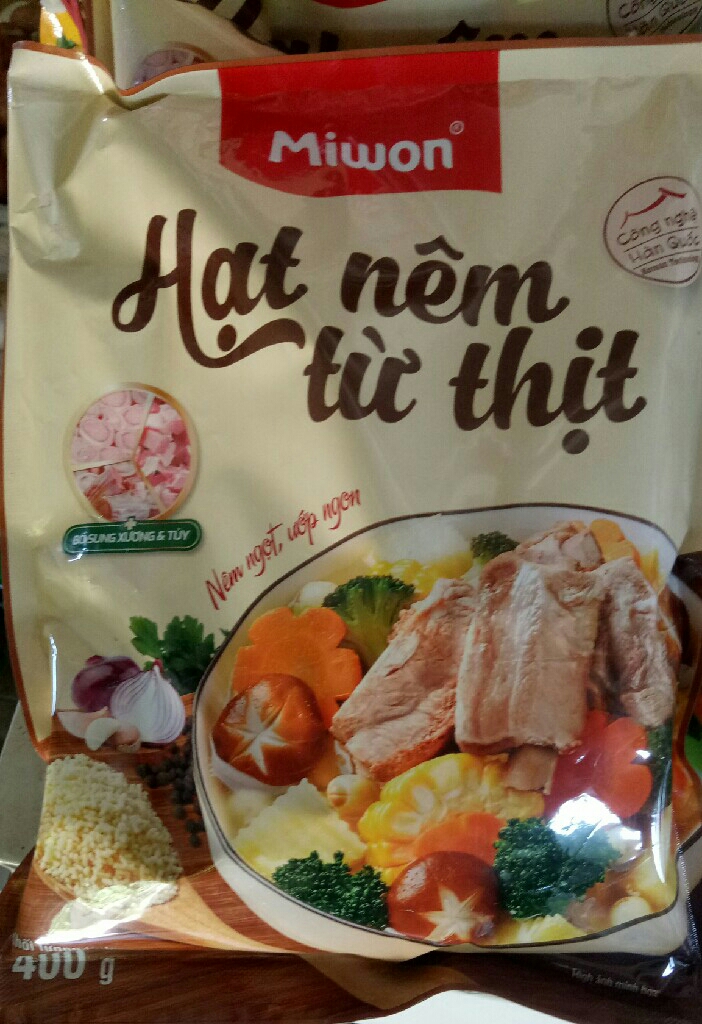 Miwon®
Công nghệ
Hàn Quốc
Hạt nêm
từ thịt
+
BỔ SUNG XƯƠNG & TỦY
Nêm ngọt, ướp ngon
400 g